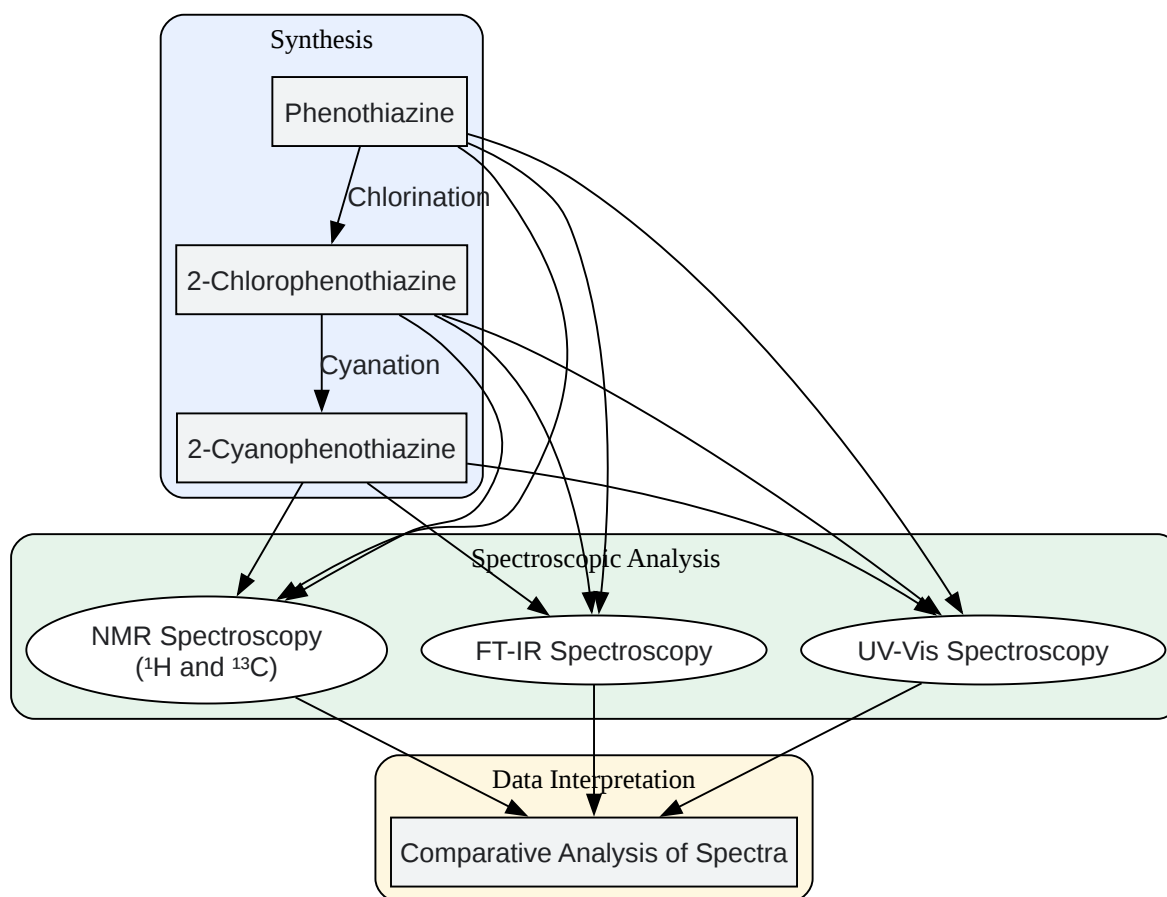 Synthesis
Phenothiazine
Chlorination
2-Chlorophenothiazine
Cyanation
2-Cyanophenothiazine
Spectroscopic Analysis
NMR Spectroscopy
(¹H and ¹³C)
FT-IR Spectroscopy
UV-Vis Spectroscopy
Data Interpretation
Comparative Analysis of Spectra